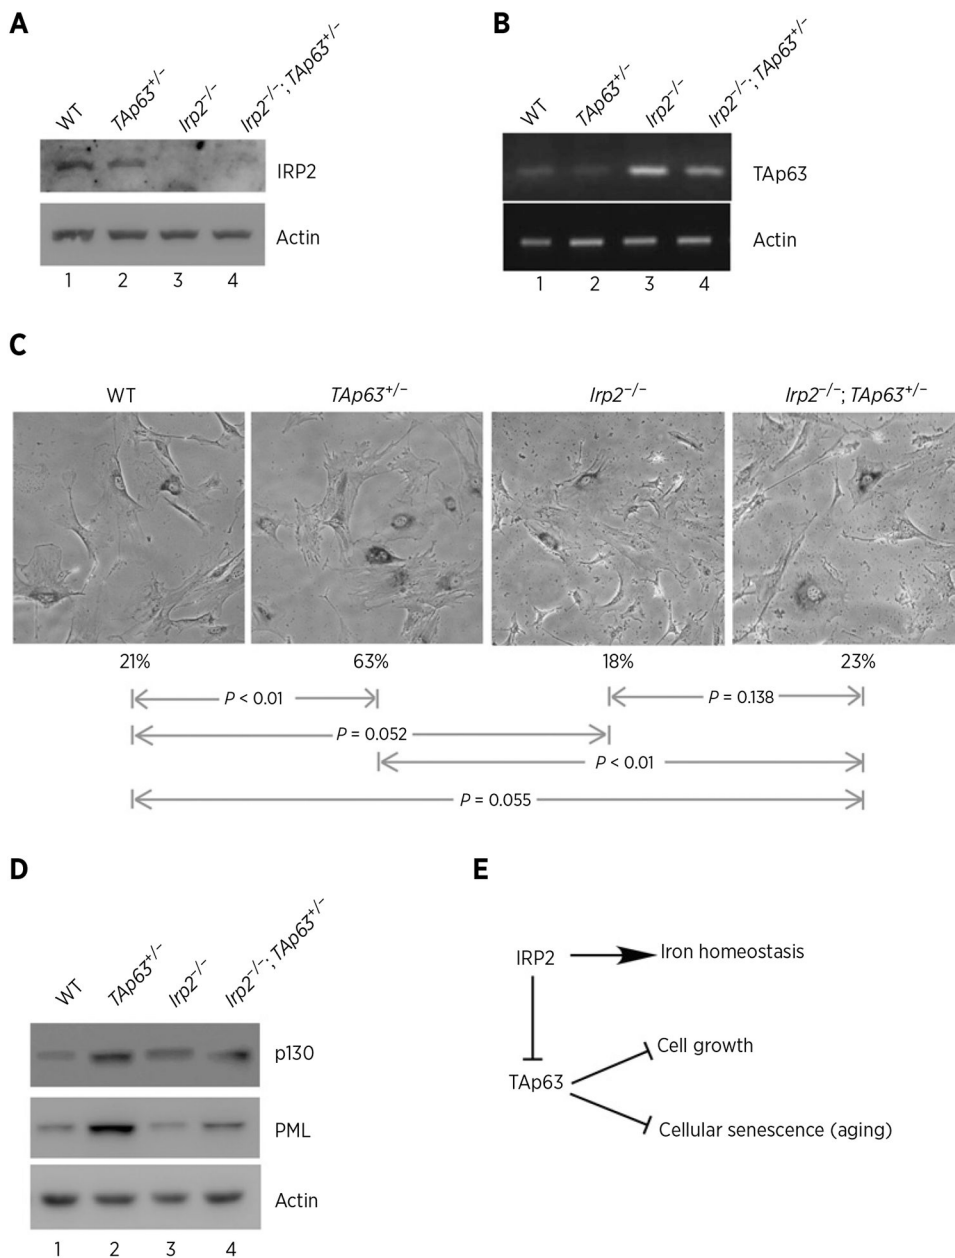 A
WT
TAp63+/−
Irp2−/−
Irp2−/−; TAp63+/−
IRP2
Actin
1 2 3 4
B
WT
TAp63+/−
Irp2−/−
Irp2−/−; TAp63+/−
TAp63
Actin
1 2 3 4
C
WT TAp63+/− Irp2−/− Irp2−/−; TAp63+/−
21% 63% 18% 23%
P < 0.01 P = 0.138
P = 0.052
P < 0.01
P = 0.055
D
WT
TAp63+/−
Irp2−/−
Irp2−/−; TAp63+/−
p130
PML
Actin
1 2 3 4
E
IRP2 Iron homeostasis
Cell growth
TAp63
Cellular senescence (aging)